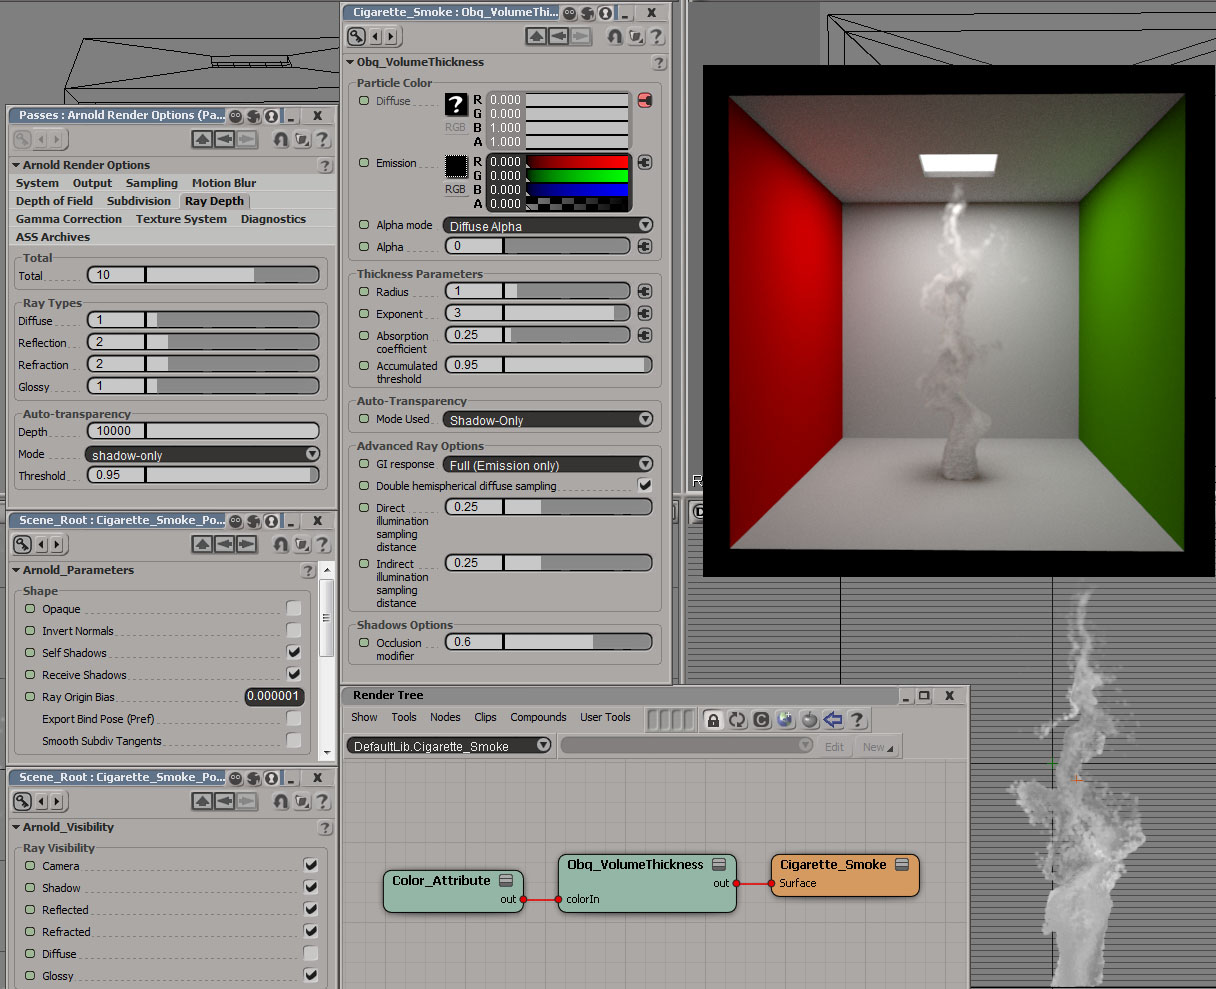 Passes : Arnold Render Options (Pa...
Arnold Render Options
?
System Output Sampling Motion Blur
Depth of Field Subdivision Ray Depth
Gamma Correction Texture System Diagnostics
ASS Archives
Total
Total 10
Ray Types
Diffuse 1
Reflection 2
Refraction 2
Glossy 1
Auto-transparency
Depth 10000
Mode shadow-only
Threshold 0.95
Scene_Root : Cigarette_Smoke_Po...
Arnold_Parameters
?
Shape
Opaque
Invert Normals
Self Shadows
Receive Shadows
Ray Origin Bias 0.000001
Export Bind Pose (Pref)
Smooth Subdiv Tangents
Scene_Root : Cigarette_Smoke_Po...
Arnold_Visibility
?
Ray Visibility
Camera
Shadow
Reflected
Refracted
Diffuse
Glossy
Cigarette_Smoke : Obq_VolumeThi...
Obq_VolumeThickness
?
Particle Color
Diffuse ? R 0.000
G 0.000
RGB B 1.000
A 1.000
Emission R 0.000
G 0.000
RGB B 0.000
A 0.000
Alpha mode Diffuse Alpha
Alpha 0
Thickness Parameters
Radius 1
Exponent 3
Absorption coefficient 0.25
Accumulated threshold 0.95
Auto-Transparency
Mode Used Shadow-Only
Advanced Ray Options
GI response Full (Emission only)
Double hemispherical diffuse sampling
Direct illumination sampling distance 0.25
Indirect illumination sampling distance 0.25
Shadows Options
Occlusion modifier 0.6
Render Tree
Show Tools Nodes Clips Compounds User Tools
DefaultLib.Cigarette_Smoke Edit New
Color_Attribute
out
Obq_VolumeThickness
out
colorIn
Cigarette_Smoke
Surface